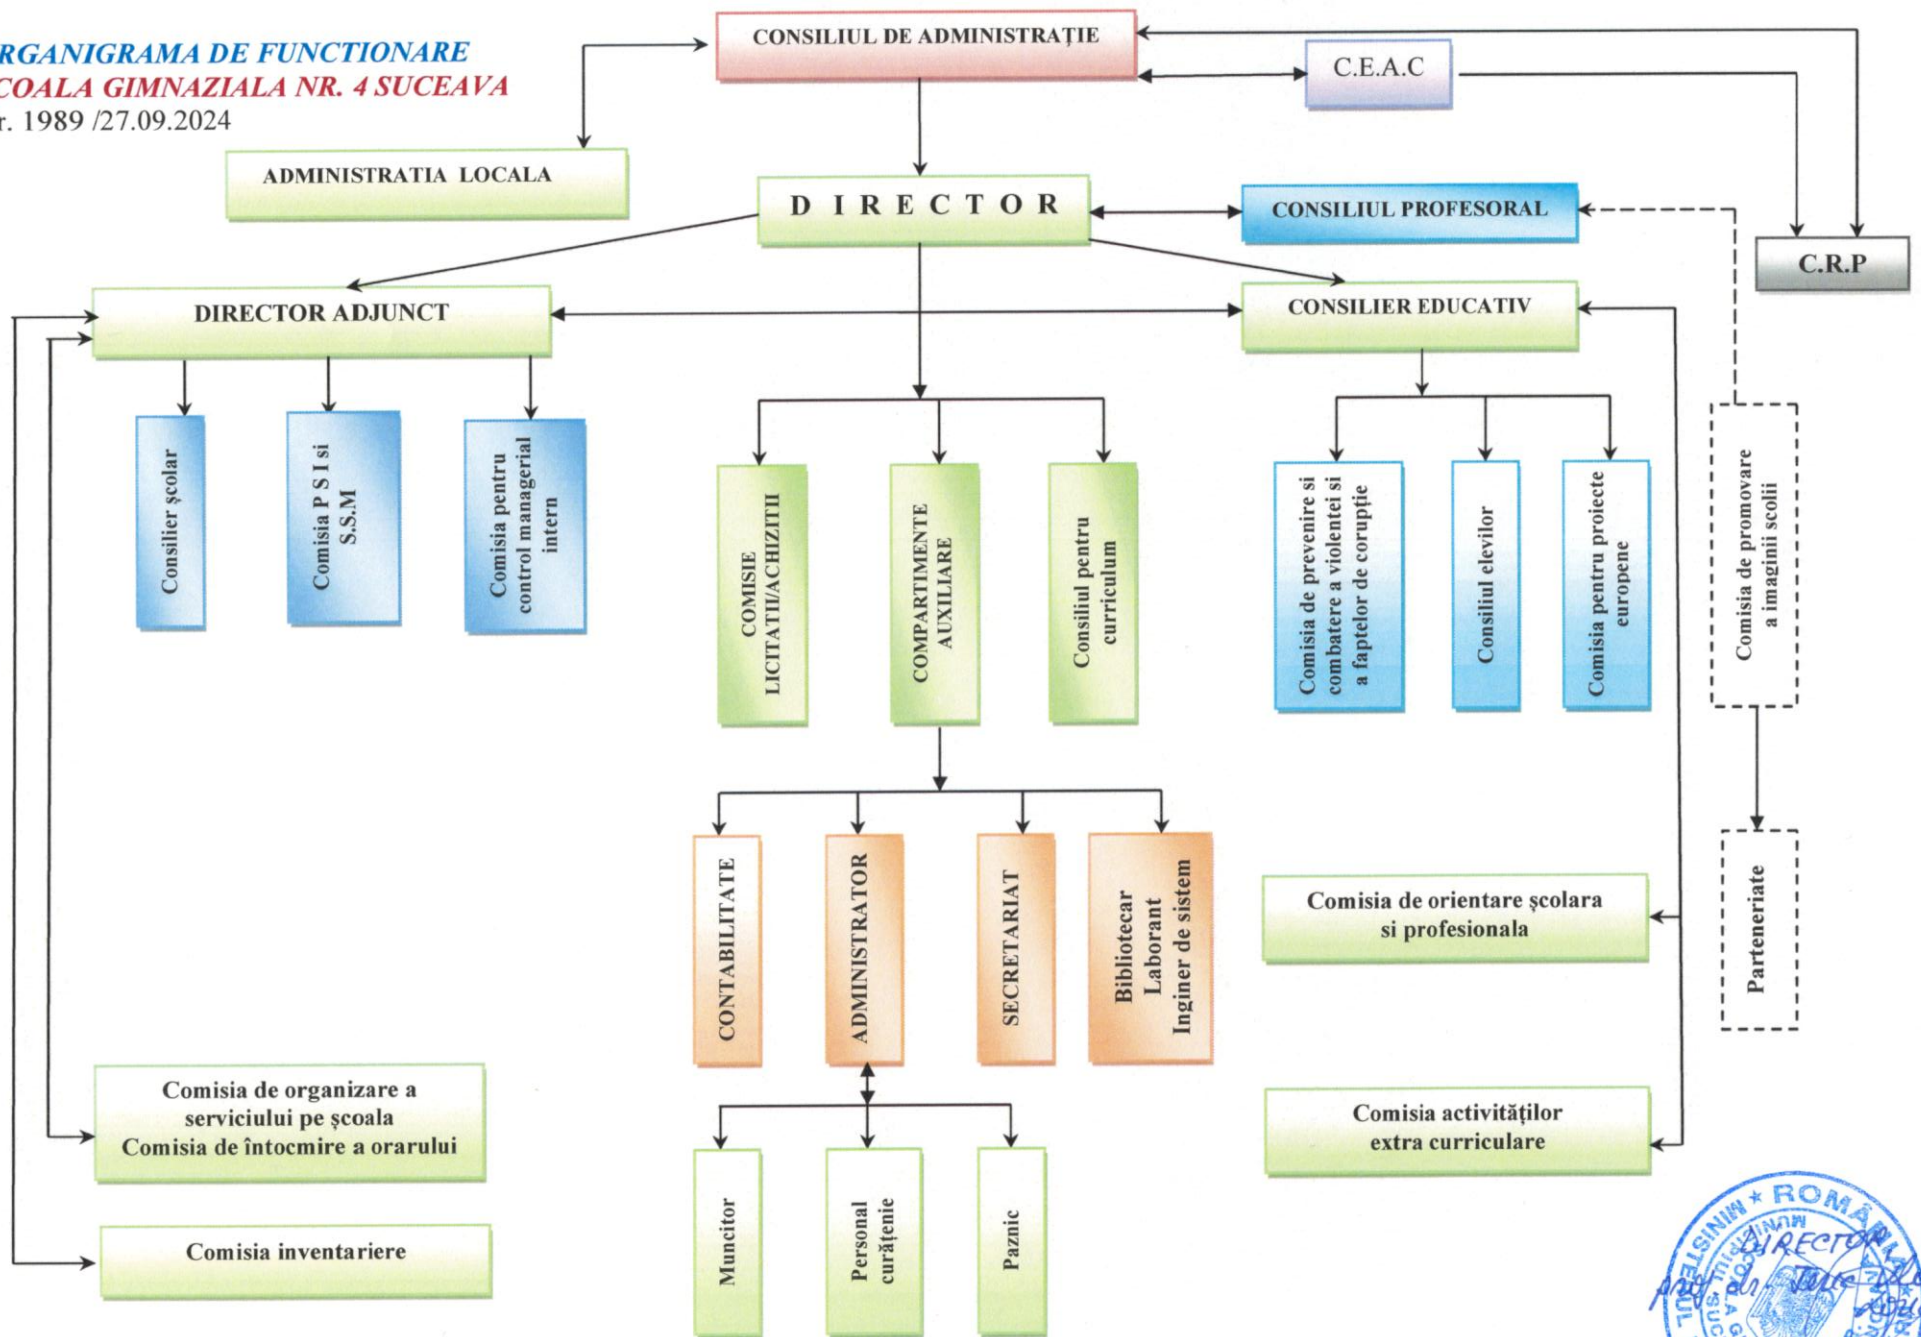 RGANIGRAMA DE FUNCTIONARE
COALA GIMNAZIALA NR. 4 SUCEAVA
r. 1989 /27.09.2024
CONSILIUL DE ADMINISTRAȚIE
C.E.A.C
ADMINISTRATIA LOCALA
D I R E C T O R
CONSILIUL PROFESORAL
C.R.P
DIRECTOR ADJUNCT
CONSILIER EDUCATIV
Consilier școlar
Comisia P S I si
S.S.M
Comisia pentru
control managerial
intern
COMISIE
LICITATII/ACHIZITII
COMPARTIMENTE
AUXILIARE
Consiliul pentru
curriculum
Comisia de prevenire si
combatere a violentei si
a faptelor de corupție
Consiliul elevilor
Comisia pentru proiecte
europene
Comisia de promovare
a imaginii scolii
CONTABILITATE
ADMINISTRATOR
SECRETARIAT
Bibliotecar
Laborant
Inginer de sistem
Comisia de orientare școlara
si profesionala
Parteneriate
Comisia de organizare a
serviciului pe școala
Comisia de întocmire a orarului
Comisia activităților
extra curriculare
Comisia inventariere
Muncitor
Personal
curățenie
Paznic
ROMÂNIA
MUNICIPIUL
DIRECTOR,
prof. dr.